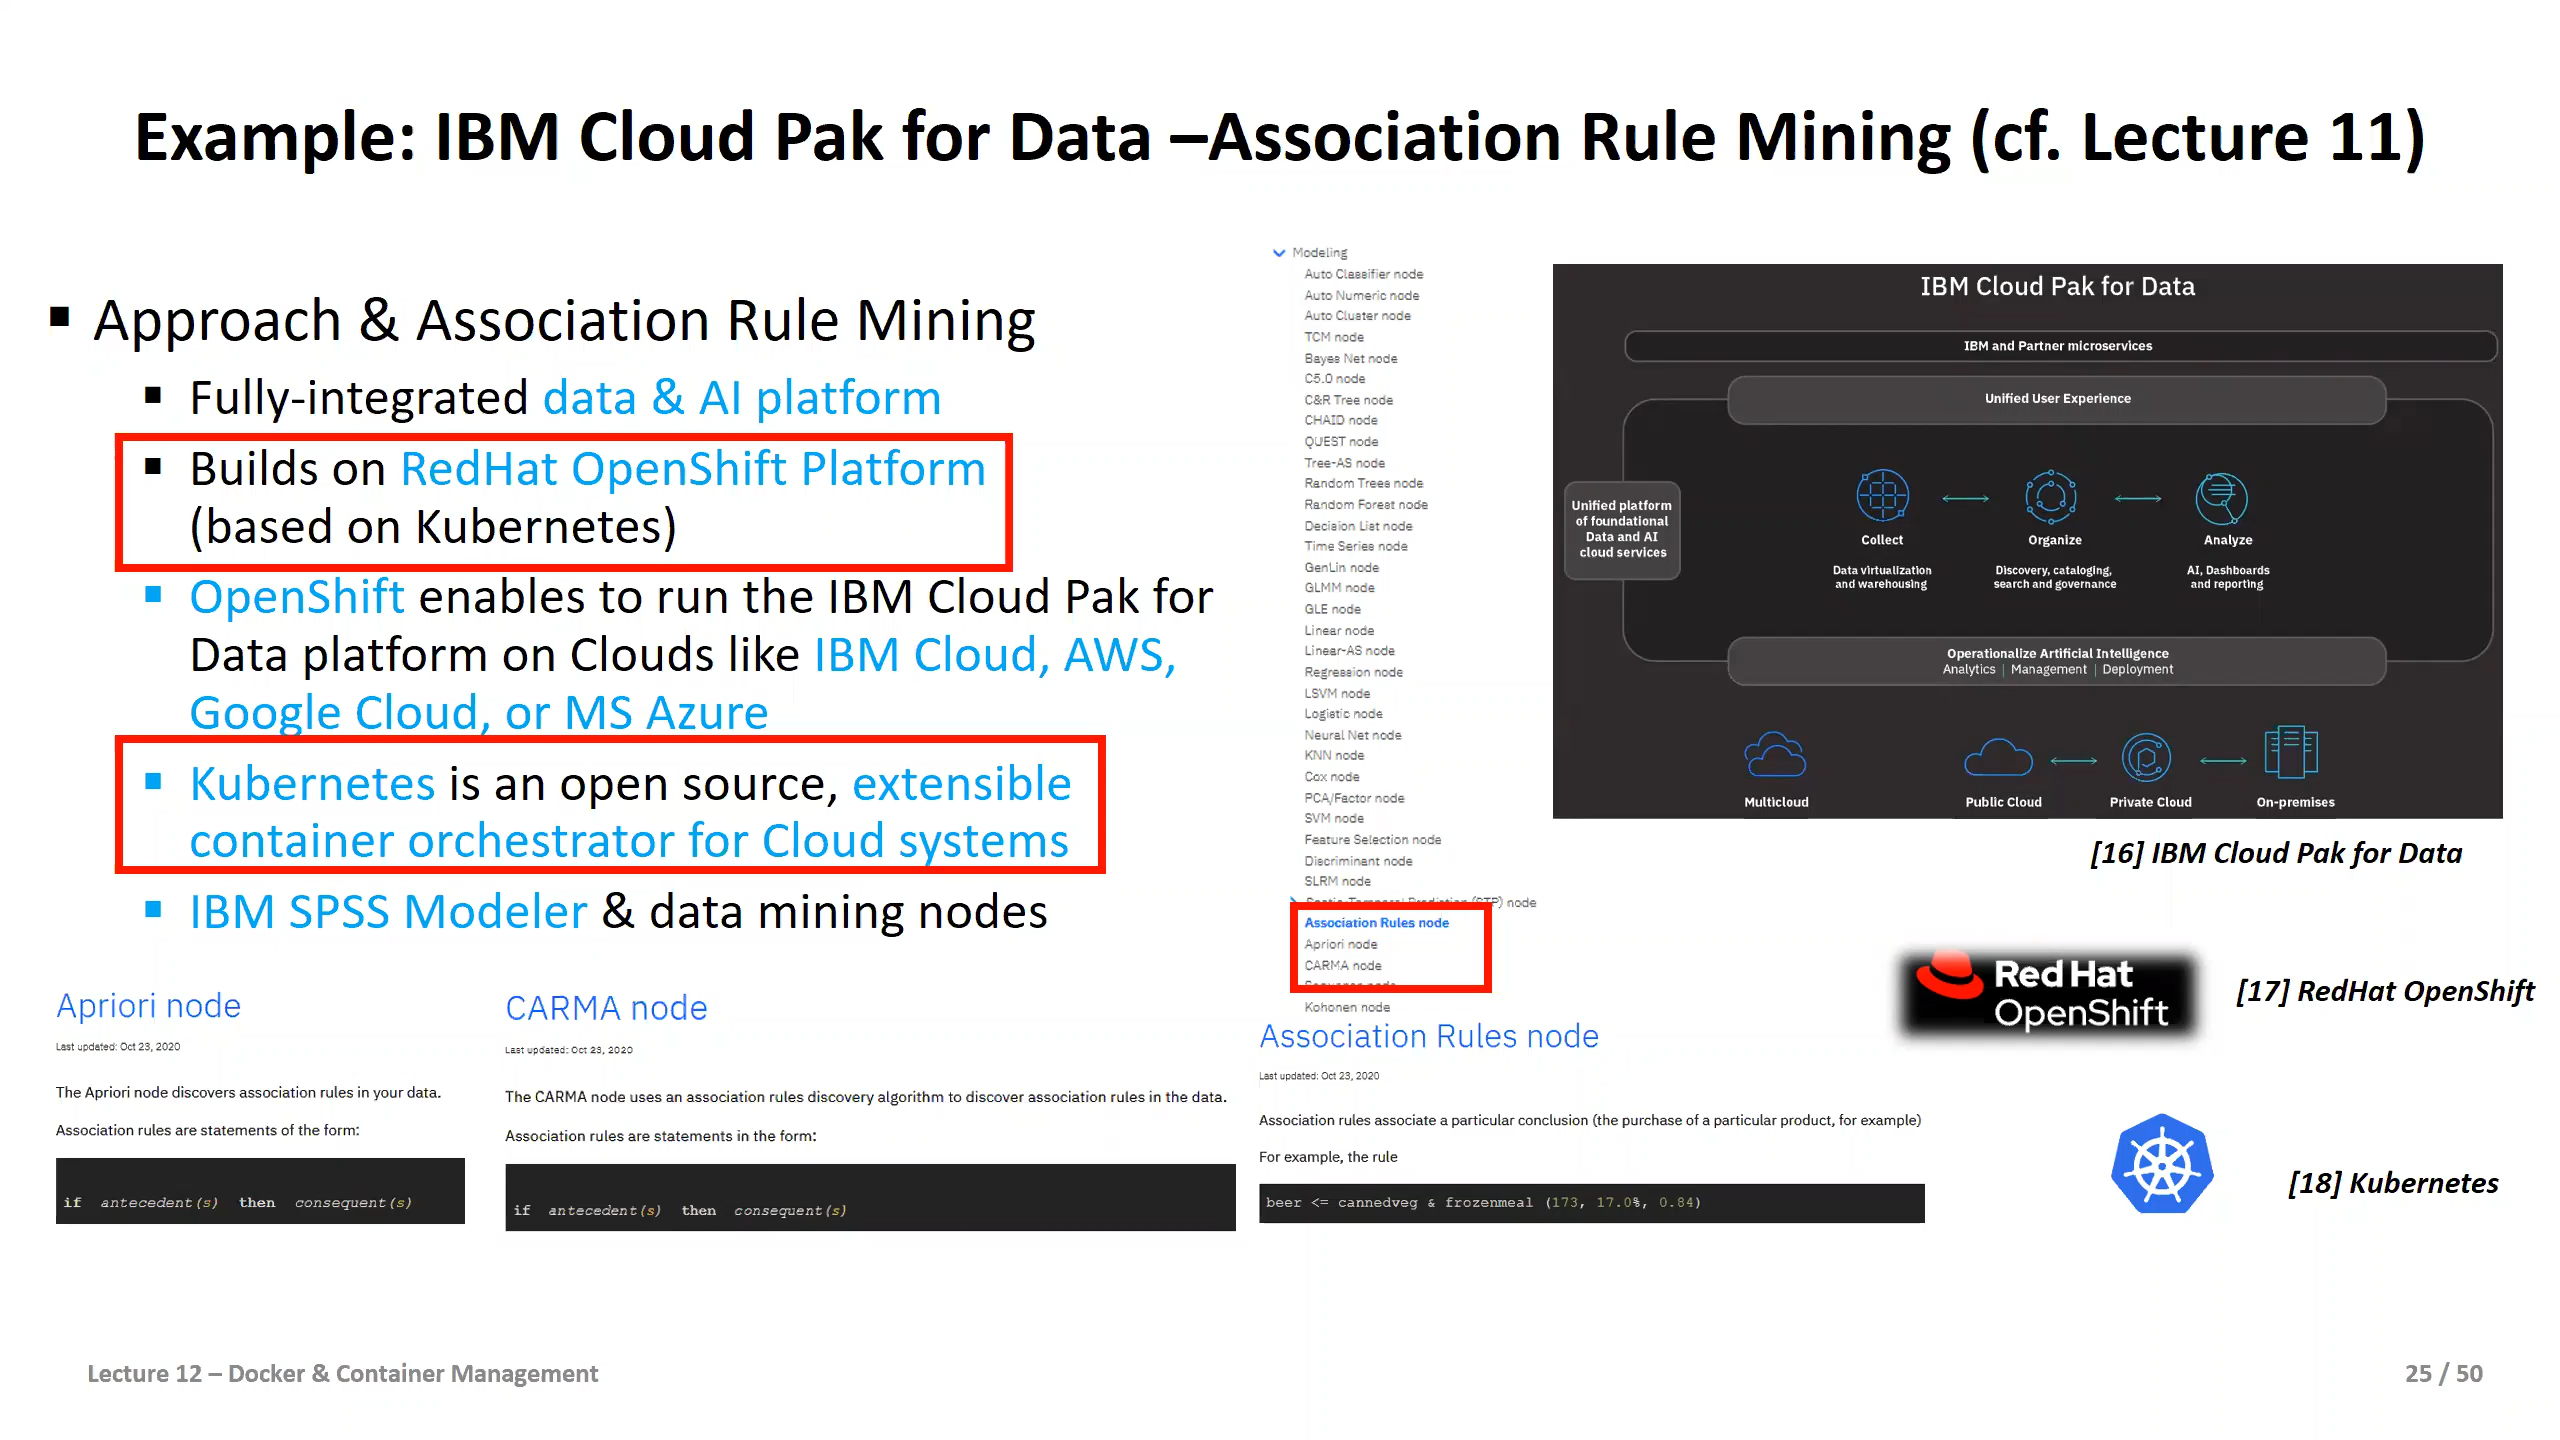 Example: IBM Cloud Pak for Data –Association Rule Mining (cf. Lecture 11)
▪ Approach & Association Rule Mining
▪ Fully-integrated data & AI platform
▪ Builds on RedHat OpenShift Platform
(based on Kubernetes)
▪ OpenShift enables to run the IBM Cloud Pak for
Data platform on Clouds like IBM Cloud, AWS,
Google Cloud, or MS Azure
▪ Kubernetes is an open source, extensible
container orchestrator for Cloud systems
▪ IBM SPSS Modeler & data mining nodes
Modeling
Auto Classifier node
Auto Numeric node
Auto Cluster node
TCM node
Bayes Net node
C5.0 node
C&R Tree node
CHAID node
QUEST node
Tree-AS node
Random Trees node
Random Forest node
Decision List node
Time Series node
GenLin node
GLMM node
GLE node
Linear node
Linear-AS node
Regression node
LSVM node
Logistic node
Neural Net node
KNN node
Cox node
PCA/Factor node
SVM node
Feature Selection node
Discriminant node
SLRM node
node
Association Rules node
Apriori node
CARMA node
Kohonen node
IBM Cloud Pak for Data
IBM and Partner microservices
Unified User Experience
Unified platform
of foundational
Data and AI
cloud services
Collect
Data virtualization
and warehousing
Organize
Discovery, cataloging,
search and governance
Analyze
AI, Dashboards
and reporting
Operationalize Artificial Intelligence
Analytics | Management | Deployment
Multicloud
Public Cloud
Private Cloud
On-premises
[16] IBM Cloud Pak for Data
Red Hat
OpenShift
[17] RedHat OpenShift
[18] Kubernetes
Apriori node
Last updated: Oct 23, 2020
The Apriori node discovers association rules in your data.
Association rules are statements of the form:
if antecedent(s) then consequent(s)
CARMA node
Last updated: Oct 23, 2020
The CARMA node uses an association rules discovery algorithm to discover association rules in the data.
Association rules are statements in the form:
if antecedent(s) then consequent(s)
Association Rules node
Last updated: Oct 23, 2020
Association rules associate a particular conclusion (the purchase of a particular product, for example)
For example, the rule
beer <= cannedveg & frozenmeal (173, 17.0%, 0.84)
Lecture 12 – Docker & Container Management
25 / 50